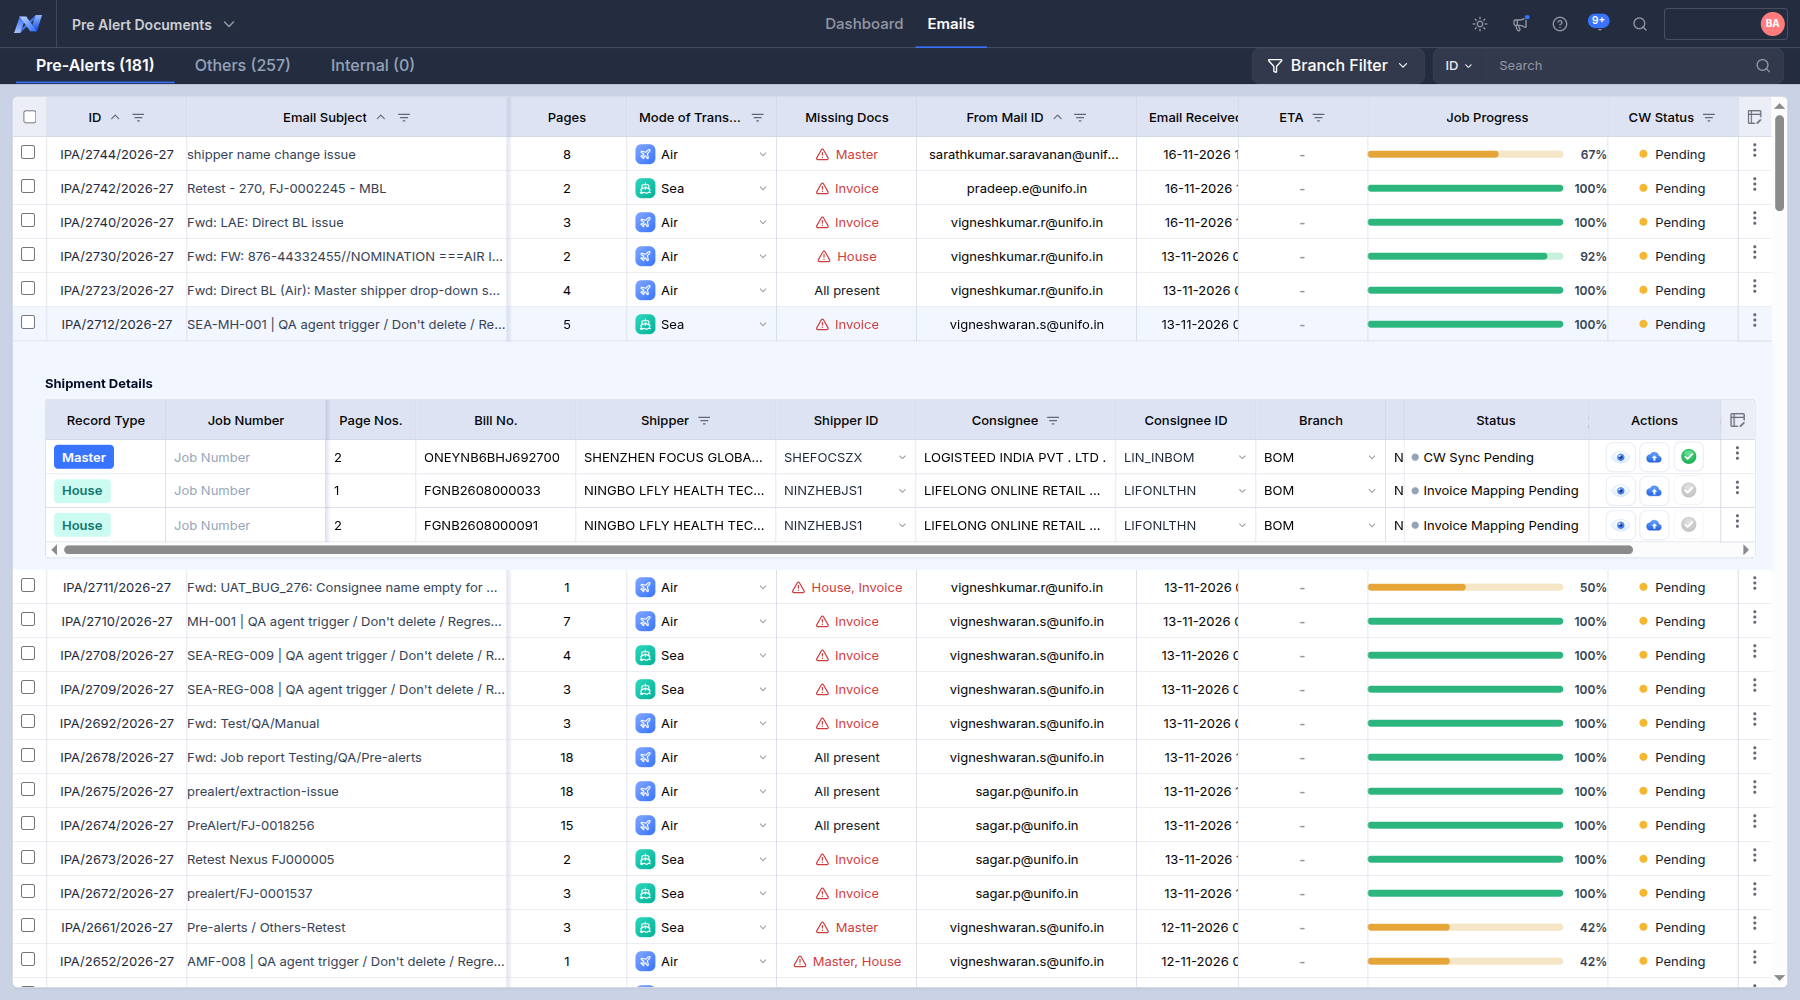 Pre Alert Documents
Dashboard
Emails
9+
BA
Pre-Alerts (181)
Others (257)
Internal (0)
Branch Filter
ID
Search
ID Email Subject Pages Mode of Trans... Missing Docs From Mail ID Email Received ETA Job Progress CW Status
IPA/2744/2026-27 shipper name change issue 8 Air Master sarathkumar.saravanan@unif... 16-11-2026 1 - 67% Pending
IPA/2742/2026-27 Retest - 270, FJ-0002245 - MBL 2 Sea Invoice pradeep.e@unifo.in 16-11-2026 - 100% Pending
IPA/2740/2026-27 Fwd: LAE: Direct BL issue 3 Air Invoice vigneshkumar.r@unifo.in 16-11-2026 - 100% Pending
IPA/2730/2026-27 Fwd: FW: 876-44332455//NOMINATION ===AIR I... 2 Air House vigneshkumar.r@unifo.in 13-11-2026 0 - 92% Pending
IPA/2723/2026-27 Fwd: Direct BL (Air): Master shipper drop-down s... 4 Air All present vigneshkumar.r@unifo.in 13-11-2026 0 - 100% Pending
IPA/2712/2026-27 SEA-MH-001 | QA agent trigger / Don't delete / Re... 5 Sea Invoice vigneshwaran.s@unifo.in 13-11-2026 0 - 100% Pending
Shipment Details
Record Type Job Number Page Nos. Bill No. Shipper Shipper ID Consignee Consignee ID Branch Status Actions
Master Job Number 2 ONEYNB6BHJ692700 SHENZHEN FOCUS GLOBA... SHEFOCSZX LOGISTEED INDIA PVT . LTD . LIN_INBOM BOM N CW Sync Pending
House Job Number 1 FGNB2608000033 NINGBO LFLY HEALTH TEC... NINZHEBJS1 LIFELONG ONLINE RETAIL ... LIFONLTHN BOM N Invoice Mapping Pending
House Job Number 2 FGNB2608000091 NINGBO LFLY HEALTH TEC... NINZHEBJS1 LIFELONG ONLINE RETAIL ... LIFONLTHN BOM N Invoice Mapping Pending
IPA/2711/2026-27 Fwd: UAT_BUG_276: Consignee name empty for ... 1 Air House, Invoice vigneshkumar.r@unifo.in 13-11-2026 0 - 50% Pending
IPA/2710/2026-27 MH-001 | QA agent trigger / Don't delete / Regres... 7 Air Invoice vigneshwaran.s@unifo.in 13-11-2026 0 - 100% Pending
IPA/2708/2026-27 SEA-REG-009 | QA agent trigger / Don't delete / R... 4 Sea Invoice vigneshwaran.s@unifo.in 13-11-2026 0 - 100% Pending
IPA/2709/2026-27 SEA-REG-008 | QA agent trigger / Don't delete / R... 3 Sea Invoice vigneshwaran.s@unifo.in 13-11-2026 0 - 100% Pending
IPA/2692/2026-27 Fwd: Test/QA/Manual 3 Air Invoice vigneshwaran.s@unifo.in 13-11-2026 0 - 100% Pending
IPA/2678/2026-27 Fwd: Job report Testing/QA/Pre-alerts 18 Air All present vigneshwaran.s@unifo.in 13-11-2026 0 - 100% Pending
IPA/2675/2026-27 prealert/extraction-issue 18 Air All present sagar.p@unifo.in 13-11-2026 - 100% Pending
IPA/2674/2026-27 PreAlert/FJ-0018256 15 Air All present sagar.p@unifo.in 13-11-2026 - 100% Pending
IPA/2673/2026-27 Retest Nexus FJ000005 2 Sea Invoice sagar.p@unifo.in 13-11-2026 - 100% Pending
IPA/2672/2026-27 prealert/FJ-0001537 3 Sea Invoice sagar.p@unifo.in 13-11-2026 - 100% Pending
IPA/2661/2026-27 Pre-alerts / Others-Retest 3 Sea Master vigneshwaran.s@unifo.in 12-11-2026 0 - 42% Pending
IPA/2652/2026-27 AMF-008 | QA agent trigger / Don't delete / Regre... 1 Air Master, House vigneshwaran.s@unifo.in 12-11-2026 0 - 42% Pending